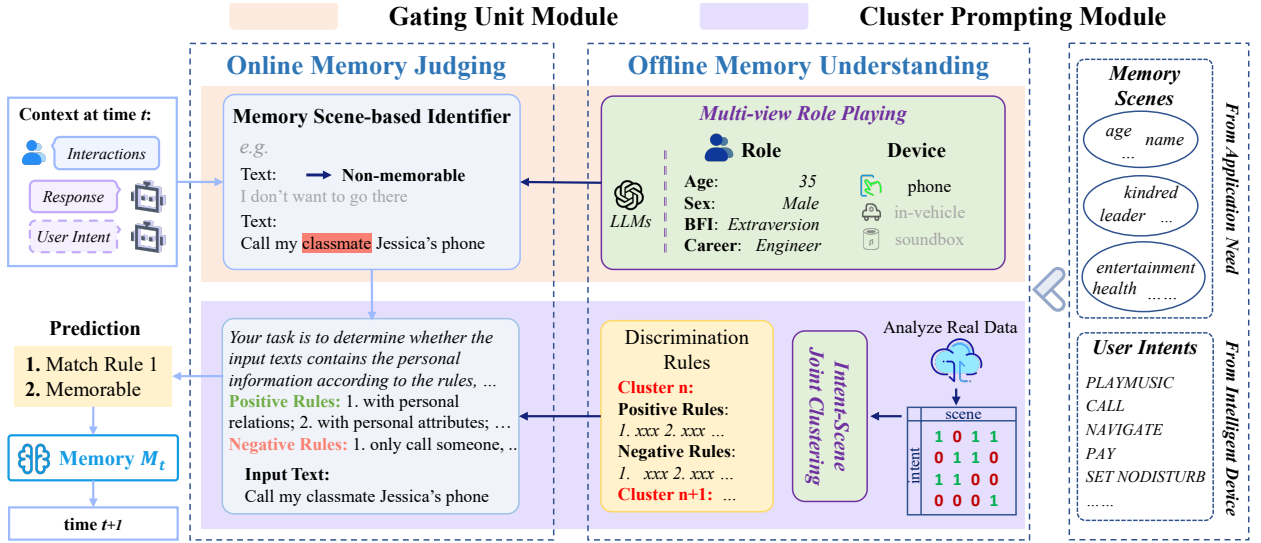 Gating Unit Module
Cluster Prompting Module
Online Memory Judging
Offline Memory Understanding
Context at time t:
Interactions
Response
User Intent
Memory Scene-based Identifier
e.g.
Text:
Non-memorable
I don't want to go there
Text:
Call my classmate Jessica's phone
Multi-view Role Playing
LLMs
Role
Age: 35
Sex: Male
BFI: Extraversion
Career: Engineer
Device
phone
in-vehicle
soundbox
Memory
Scenes
age
name
...
kindred
leader ...
entertainment
health ......
From Application Need
Prediction
1. Match Rule 1
2. Memorable
Memory Mt
time t+1
Your task is to determine whether the
input texts contains the personal
information according to the rules, ...
Positive Rules: 1. with personal
relations; 2. with personal attributes; ...
Negative Rules: 1. only call someone, ..
Input Text:
Call my classmate Jessica's phone
Discrimination
Rules
Cluster n:
Positive Rules:
1. xxx 2. xxx ...
Negative Rules:
1. xxx 2. xxx ...
Cluster n+1: ...
Intent-Scene
Joint Clustering
Analyze Real Data
scene
intent
1 0 1 1
0 1 1 0
1 1 0 0
0 0 0 1
User Intents
PLAYMUSIC
CALL
NAVIGATE
PAY
SET NODISTURB
......
From Intelligent Device